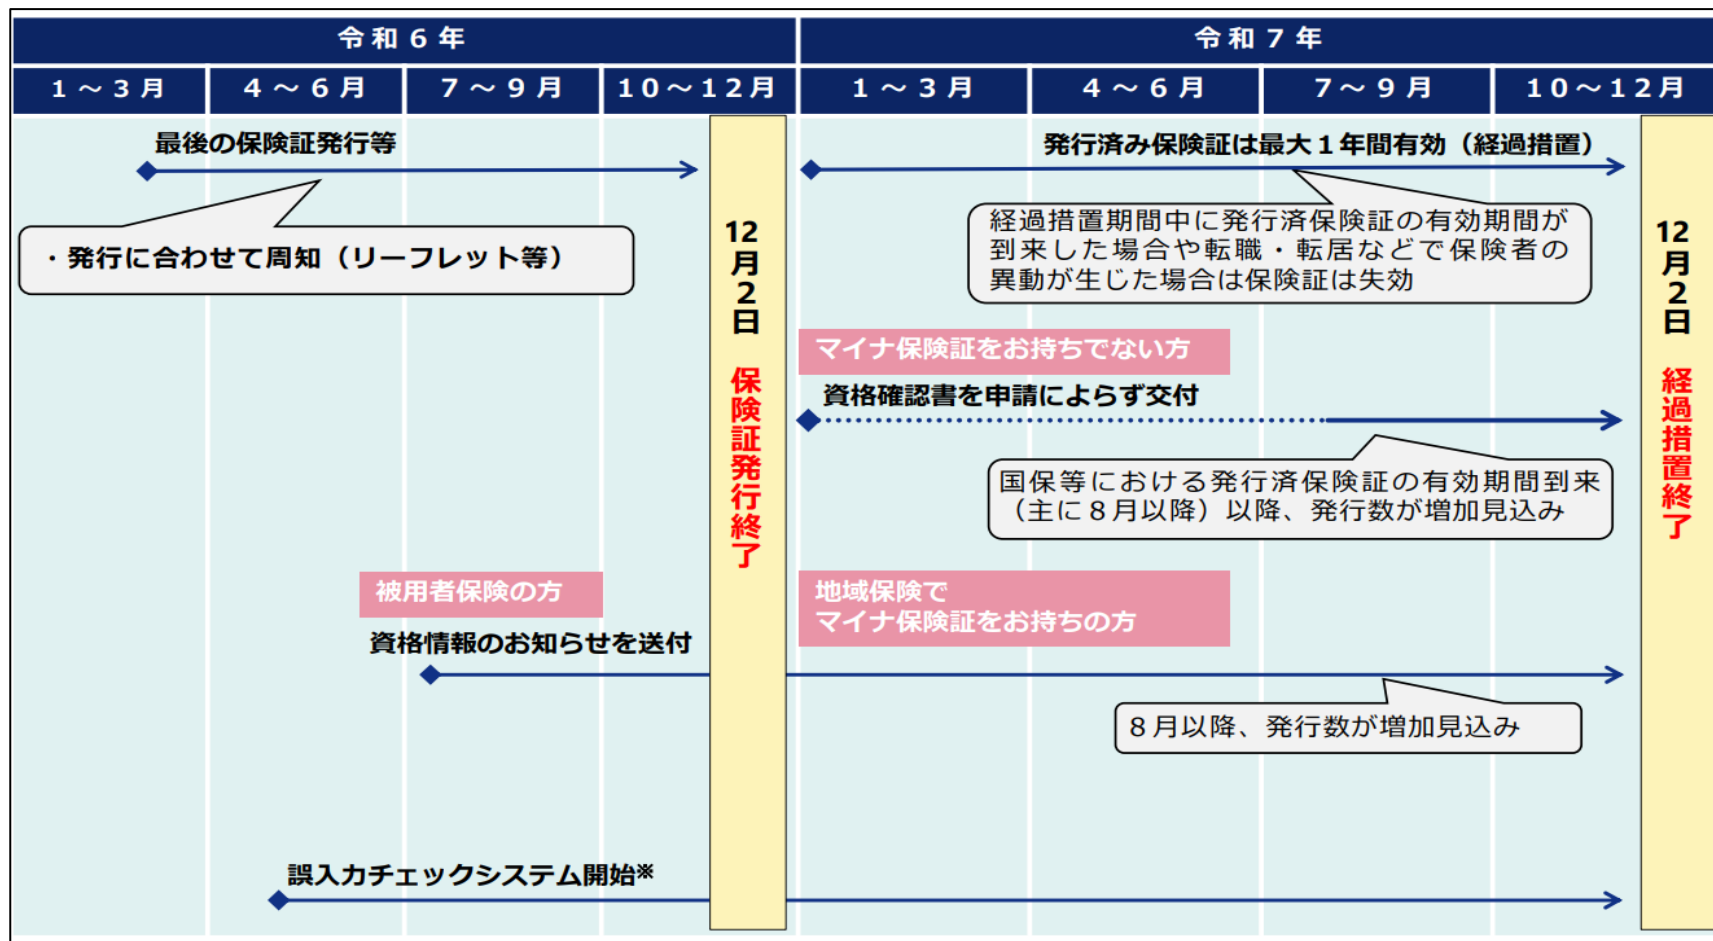 令和6年
令和7年
1～3月
4～6月
7～9月
10～12月
1～3月
4～6月
7～9月
10～12月
最後の保険証発行等
・発行に合わせて周知（リーフレット等）
12月2日 保険証発行終了
発行済み保険証は最大１年間有効（経過措置）
経過措置期間中に発行済保険証の有効期間が
到来した場合や転職・転居などで保険者の
異動が生じた場合は保険証は失効
12月2日 経過措置終了
マイナ保険証をお持ちでない方
資格確認書を申請によらず交付
国保等における発行済保険証の有効期間到来
（主に８月以降）以降、発行数が増加見込み
被用者保険の方
資格情報のお知らせを送付
地域保険で
マイナ保険証をお持ちの方
８月以降、発行数が増加見込み
誤入力チェックシステム開始※